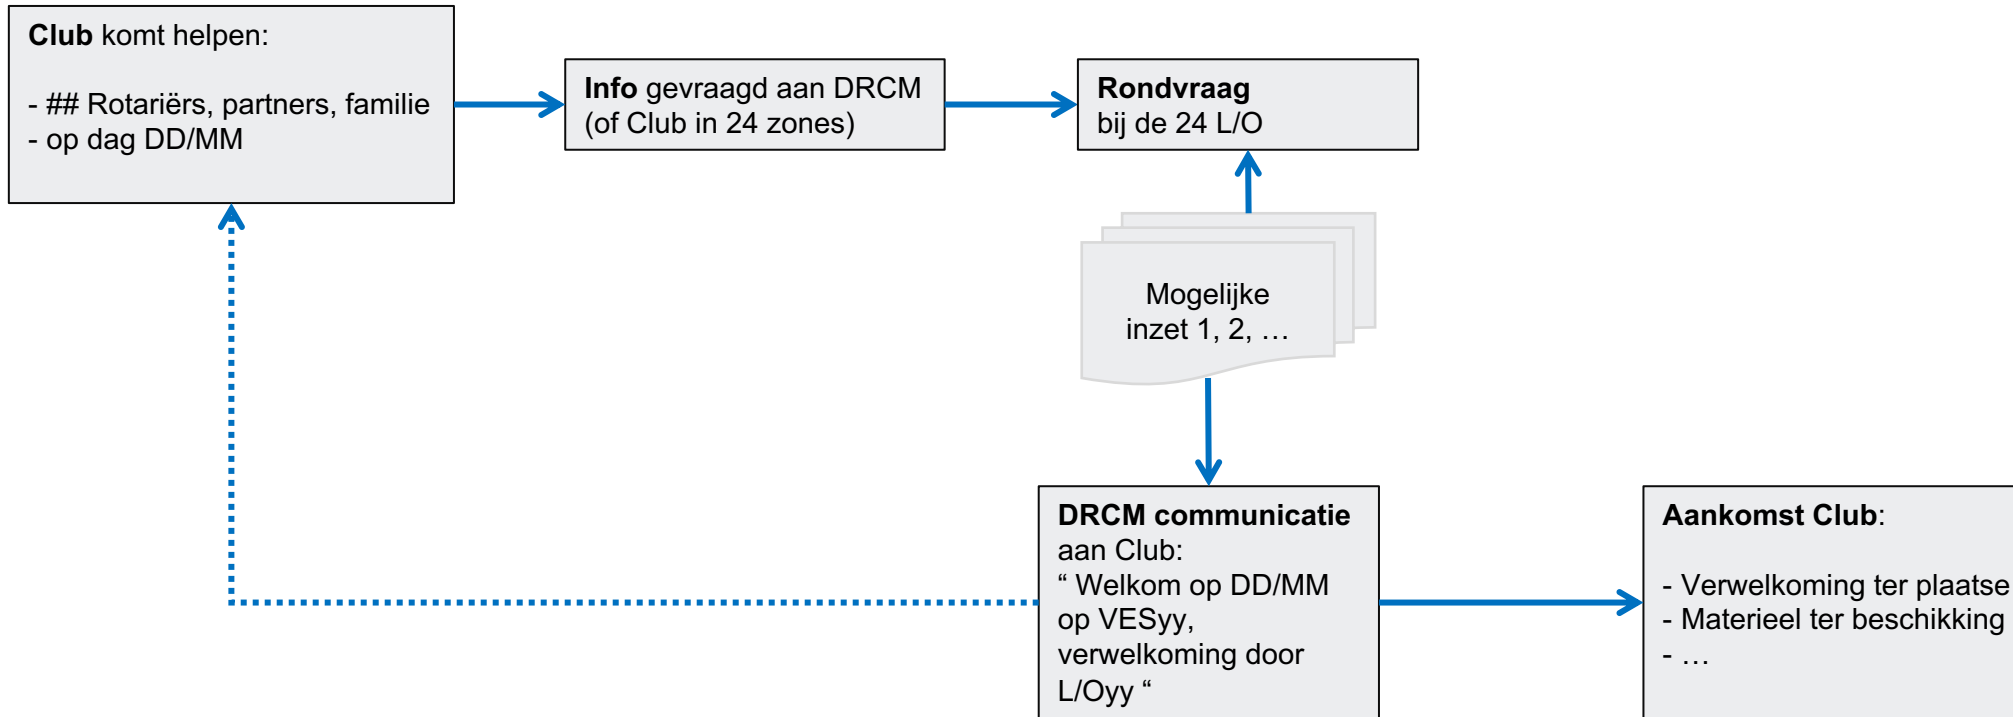 Club komt helpen:
- ## Rotariërs, partners, familie
- op dag DD/MM
Info gevraagd aan DRCM
(of Club in 24 zones)
Rondvraag
bij de 24 L/O
Mogelijke
inzet 1, 2, …
DRCM communicatie
aan Club:
“ Welkom op DD/MM
op VESyy,
verwelkoming door
L/Oyy “
Aankomst Club:
- Verwelkoming ter plaatse
- Materieel ter beschikking
- …